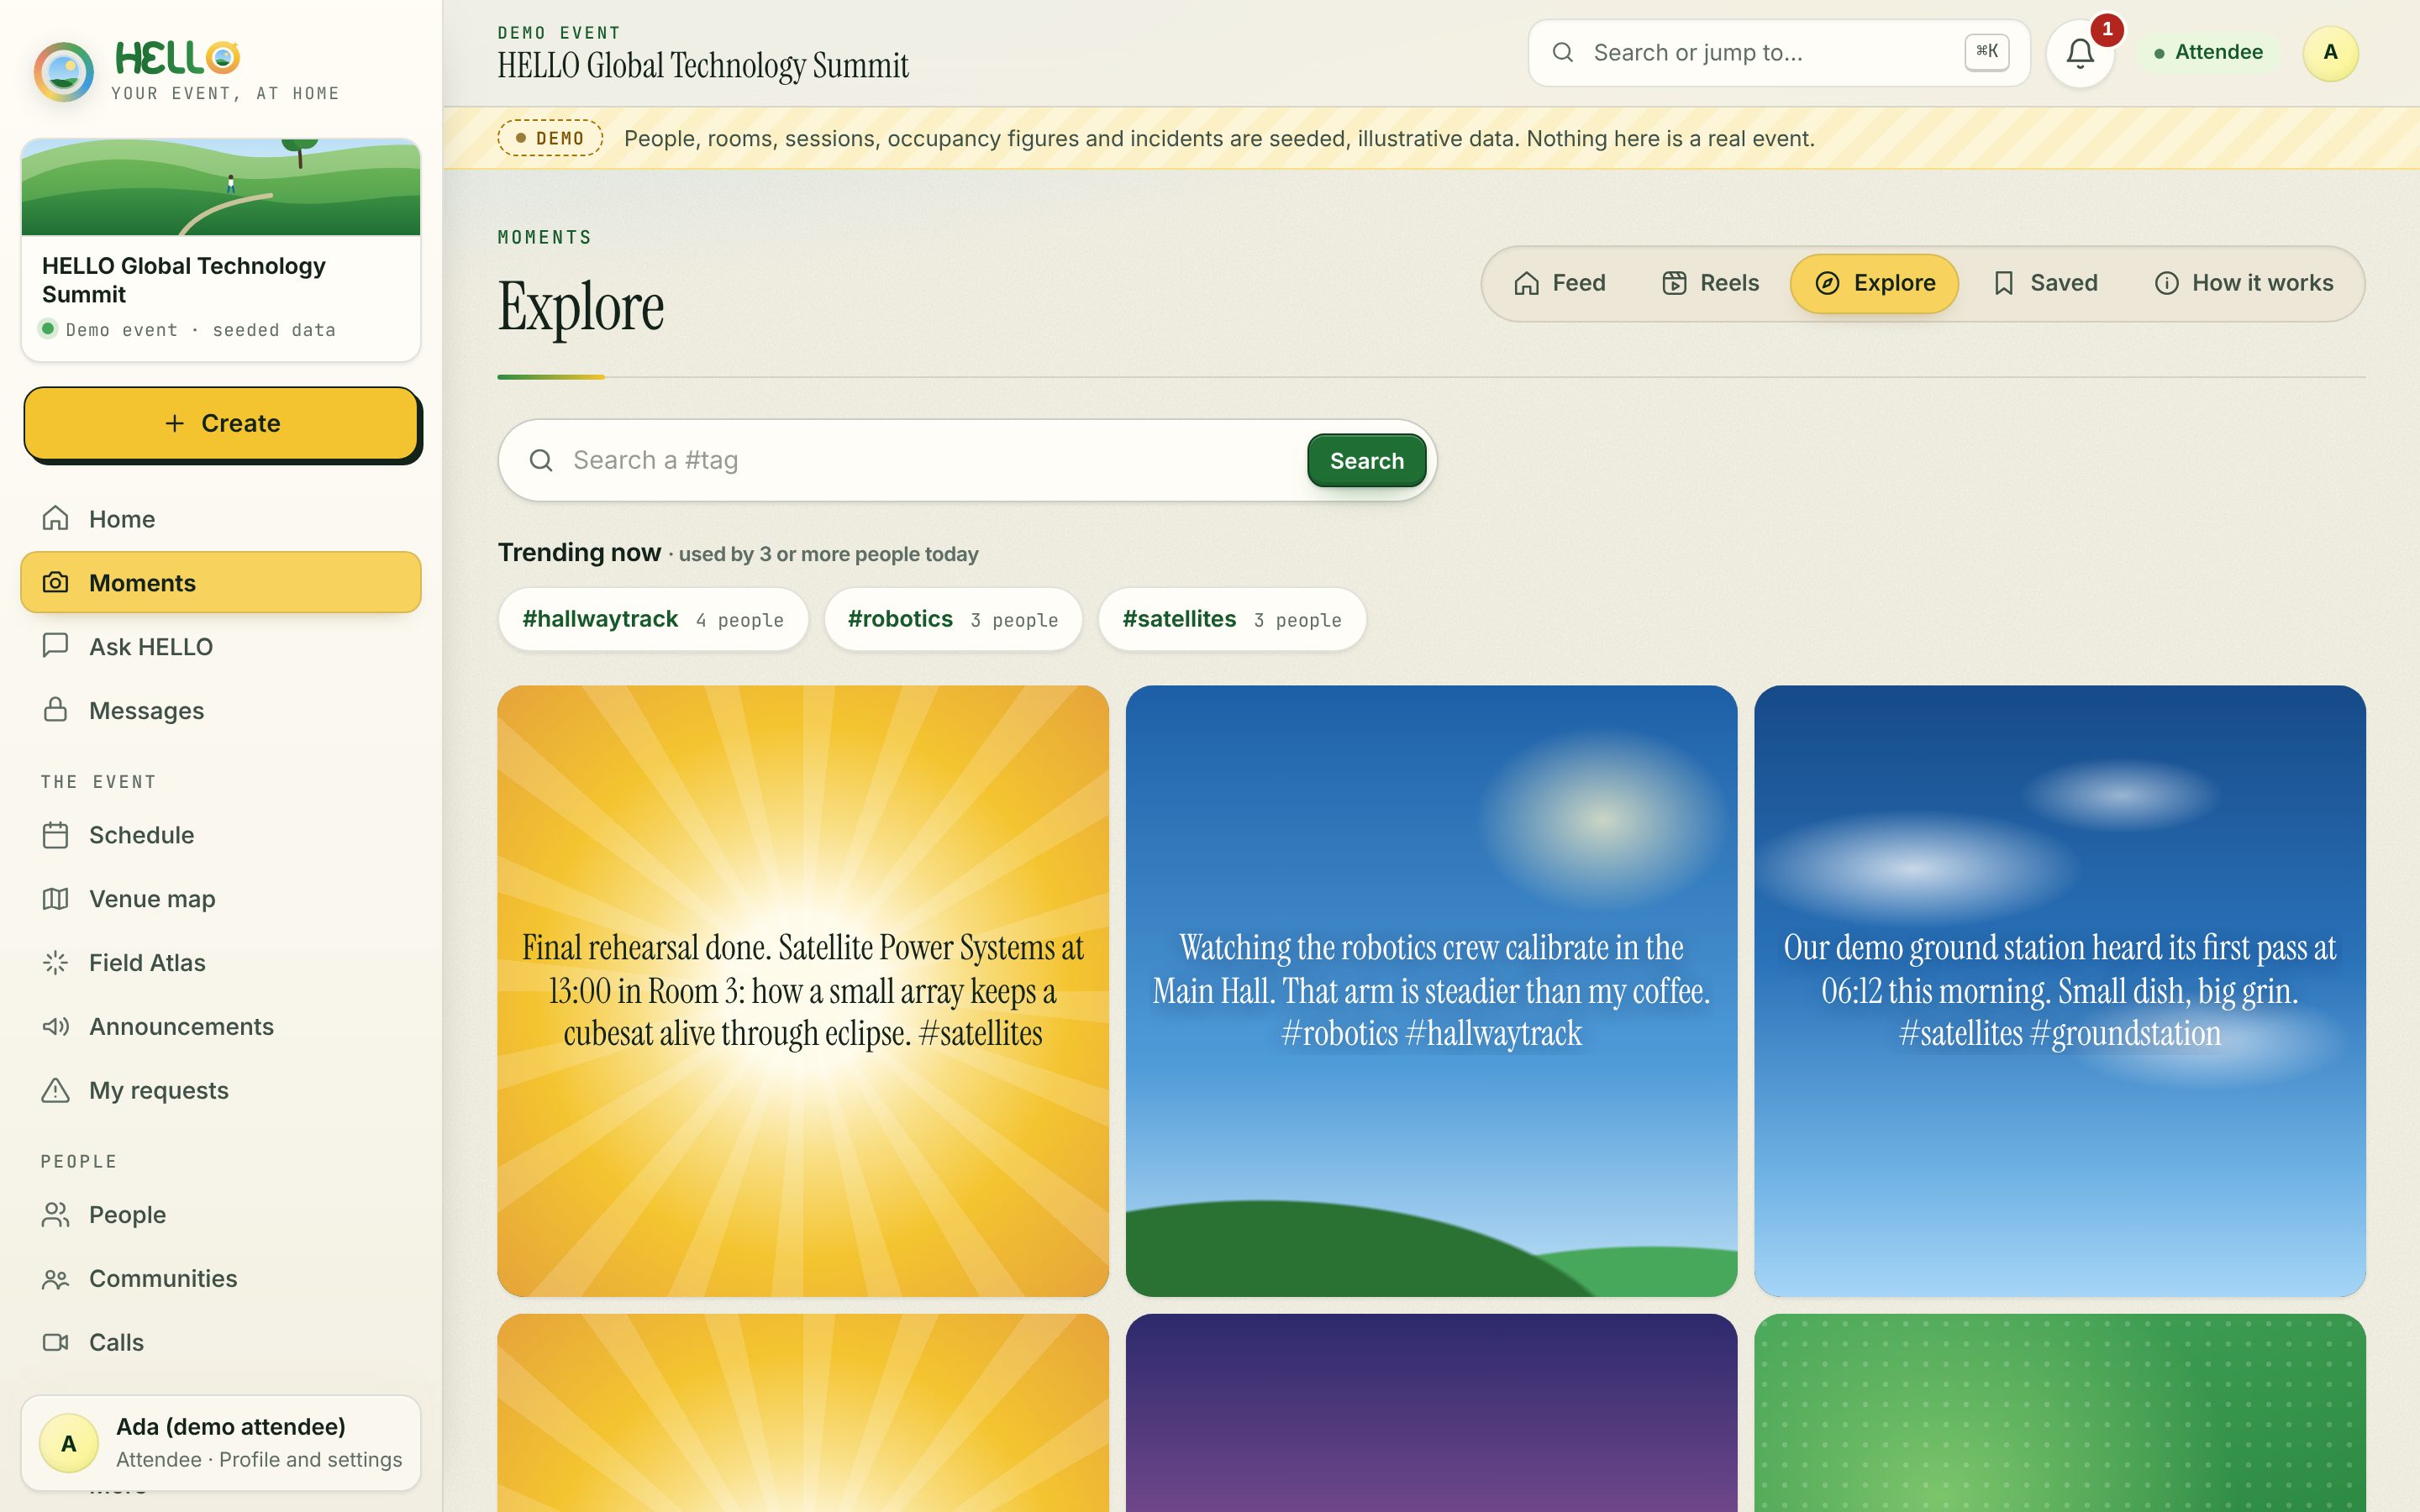 HELLO
YOUR EVENT, AT HOME
HELLO Global Technology
Summit
Demo event · seeded data
+ Create
Home
Moments
Ask HELLO
Messages
THE EVENT
Schedule
Venue map
Field Atlas
Announcements
My requests
PEOPLE
People
Communities
Calls
A
Ada (demo attendee)
Attendee · Profile and settings
DEMO EVENT
HELLO Global Technology Summit
Search or jump to...
⌘K
1
Attendee
A
DEMO
People, rooms, sessions, occupancy figures and incidents are seeded, illustrative data. Nothing here is a real event.
MOMENTS
Explore
Feed
Reels
Explore
Saved
How it works
Search a #tag
Search
Trending now · used by 3 or more people today
#hallwaytrack 4 people
#robotics 3 people
#satellites 3 people
Final rehearsal done. Satellite Power Systems at
13:00 in Room 3: how a small array keeps a
cubesat alive through eclipse. #satellites
Watching the robotics crew calibrate in the
Main Hall. That arm is steadier than my coffee.
#robotics #hallwaytrack
Our demo ground station heard its first pass at
06:12 this morning. Small dish, big grin.
#satellites #groundstation